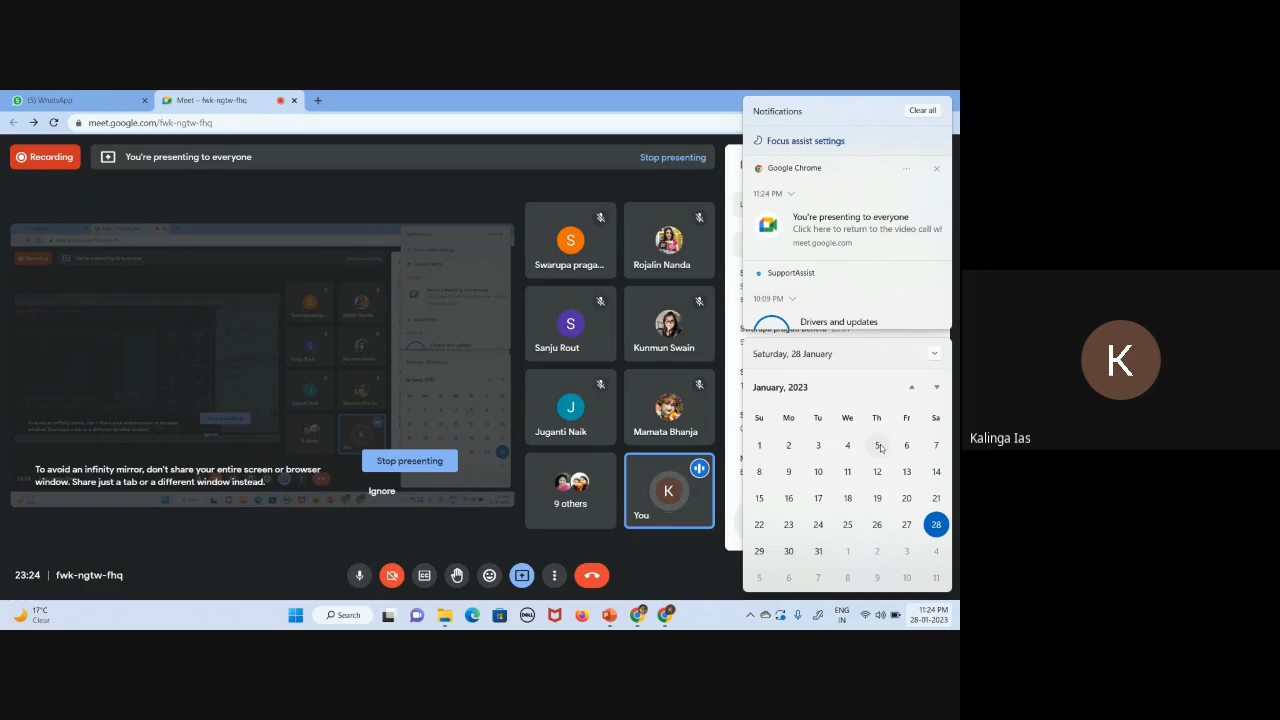 (5) WhatsApp
Meet – fwk-ngtw-fhq
meet.google.com/fwk-ngtw-fhq
Recording
You're presenting to everyone
Stop presenting
Swarupa praga...
Rojalin Nanda
S
Sanju Rout
Kunmun Swain
S
Juganti Naik
Mamata Bhanja
J
9 others
You
K
To avoid an infinity mirror, don't share your entire screen or browser
window. Share just a tab or a different window instead.
Stop presenting
Ignore
23:24 | fwk-ngtw-fhq
Notifications
Clear all
Focus assist settings
Google Chrome
11:24 PM
You're presenting to everyone
Click here to return to the video call wh
meet.google.com
SupportAssist
10:09 PM
Drivers and updates
Saturday, 28 January
January, 2023
Su Mo Tu We Th Fr Sa
1 2 3 4 5 6 7
8 9 10 11 12 13 14
15 16 17 18 19 20 21
22 23 24 25 26 27 28
29 30 31 1 2 3 4
5 6 7 8 9 10 11
17°C
Clear
Search
DELL
ENG
IN
11:24 PM
28-01-2023
K
Kalinga Ias